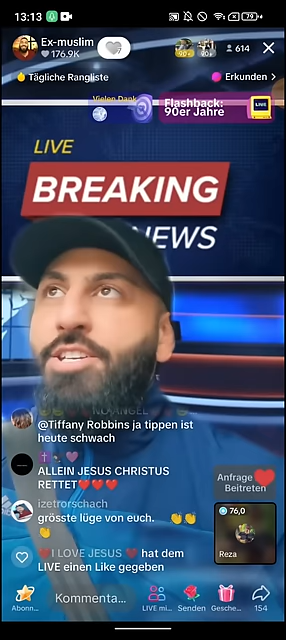 13:13
79
Ex-muslim
176.9K
614
Tägliche Rangliste
Erkunden
Vielen Dank
Flashback:
90er Jahre
LIVE
LIVE
BREAKING
NEWS
@Tiffany Robbins ja tippen ist
heute schwach
ALLEIN JESUS CHRISTUS
RETTET❤️❤️❤️
izetrorschach
grösste lüge von euch. 👏👏
👏
Anfrage
Beitreten
76,0
Reza
I LOVE JESUS ❤️ hat dem
LIVE einen Like gegeben
Abonn...
Kommenta...
LIVE mi...
Senden
Gesche...
154